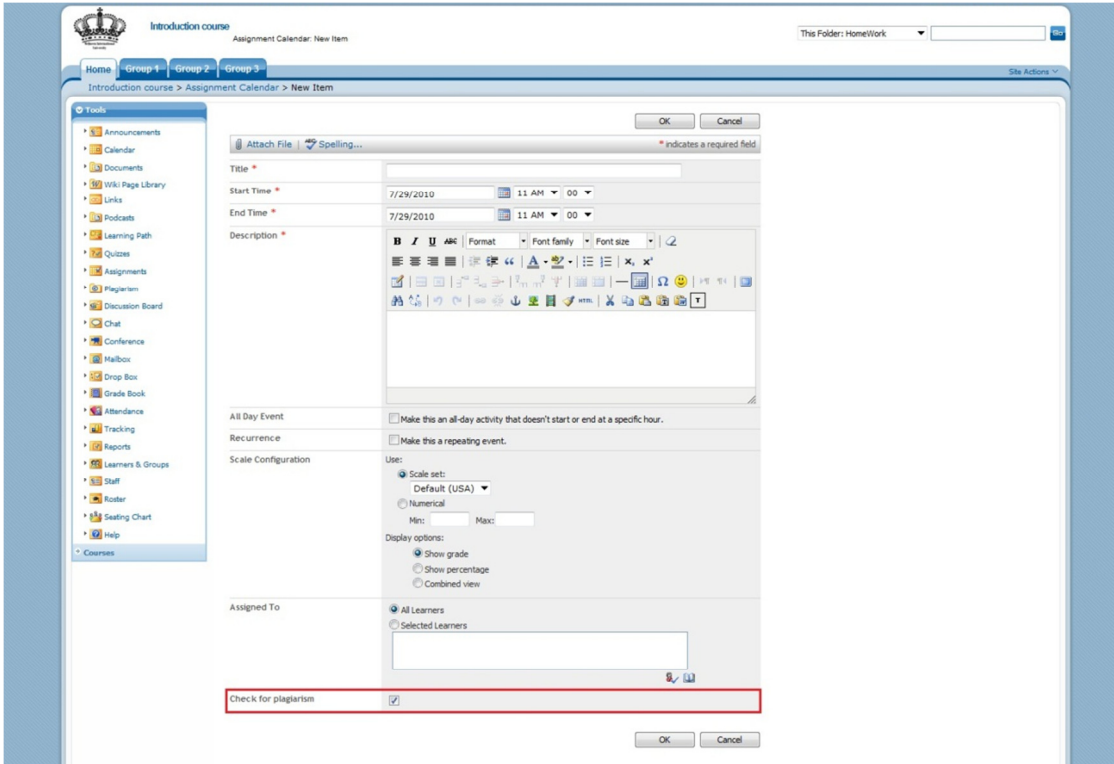 Introduction course
Assignment Calendar: New Item
This Folder: HomeWork
Go
Home Group 1 Group 2 Group 3
Site Actions
Introduction course > Assignment Calendar > New Item
Tools
Announcements
Calendar
Documents
Wiki Page Library
Links
Podcasts
Learning Path
Quizzes
Assignments
Plagiarism
Discussion Board
Chat
Conference
Mailbox
Drop Box
Grade Book
Attendance
Tracking
Reports
Learners & Groups
Staff
Roster
Seating Chart
Help
Courses
OK Cancel
Attach File | Spelling... * indicates a required field
Title *
Start Time * 7/29/2010 11 AM 00
End Time * 7/29/2010 11 AM 00
Description *
B I U ABC Format Font family Font size
HTML
All Day Event Make this an all-day activity that doesn't start or end at a specific hour.
Recurrence Make this a repeating event.
Scale Configuration Use:
Scale set:
Default (USA)
Numerical
Min: Max:
Display options:
Show grade
Show percentage
Combined view
Assigned To All Learners
Selected Learners
Check for plagiarism
OK Cancel